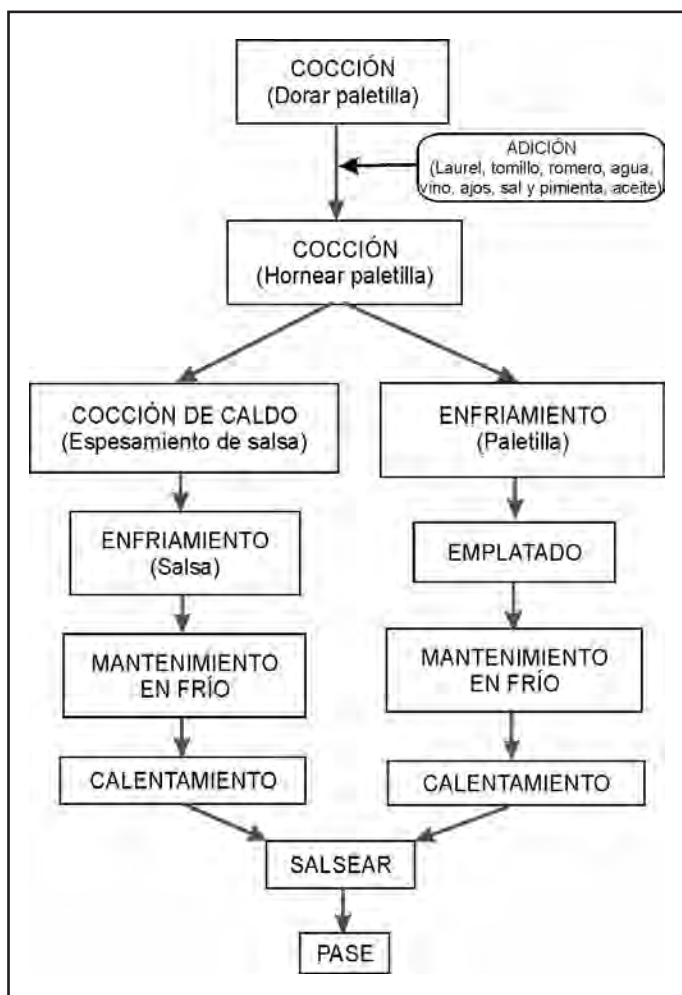 COCCIÓN
(Dorar paletilla)
ADICIÓN
(Laurel, tomillo, romero, agua,
vino, ajos, sal y pimienta, aceite)
COCCIÓN
(Hornear paletilla)
COCCIÓN DE CALDO
(Espesamiento de salsa)
ENFRIAMIENTO
(Paletilla)
ENFRIAMIENTO
(Salsa)
EMPLATADO
MANTENIMIENTO
EN FRÍO
MANTENIMIENTO
EN FRÍO
CALENTAMIENTO
CALENTAMIENTO
SALSEAR
PASE